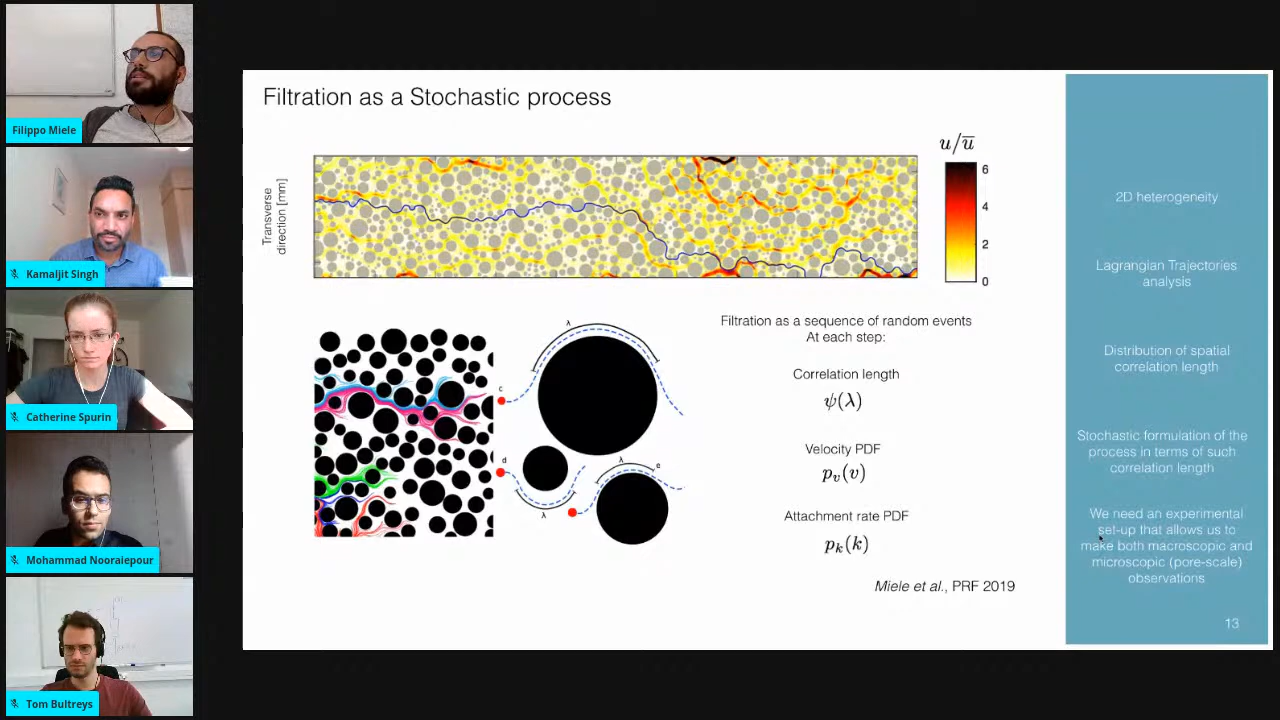 Filippo Miele
Kamaljit Singh
Catherine Spurin
Mohammad Nooraiepour
Tom Bultreys
Filtration as a Stochastic process
Transverse
direction [mm]
u/u̅
6
4
2
0
c
λ
d
λ
λ
e
Filtration as a sequence of random events
At each step:
Correlation length
ψ(λ)
Velocity PDF
pᵥ(v)
Attachment rate PDF
pₖ(k)
Miele et al., PRF 2019
2D heterogeneity
Lagrangian Trajectories
analysis
Distribution of spatial
correlation length
Stochastic formulation of the
process in terms of such
correlation length
We need an experimental
set-up that allows us to
make both macroscopic and
microscopic (pore-scale)
observations
13